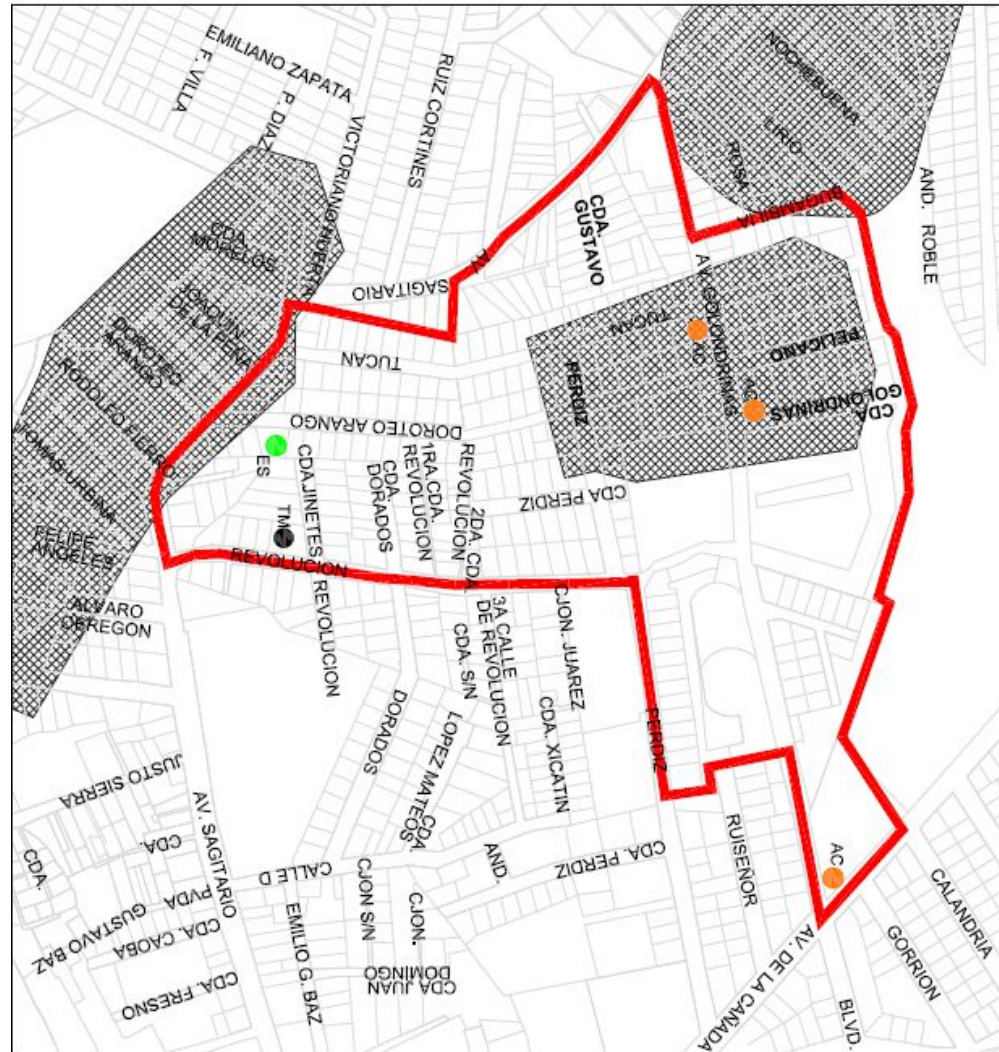 EMILIANO ZAPATA
F. VILLA
P. DIAZ
VICTORIANO HUERTA
RUIZ CORTINES
NOCHEBUENA
LIRIO
ROSA
BUGAMBILIA
AND. ROBLE
CDA.
GUSTAVO
AV.
SAGITARIO
CDA.
MORELOS
JOAQUIN
DE LA PEÑA
DOROTEO
ARANGO
RODOLFO FIERRO
TOMAS URBINA
FELIPE
ANGELES
ALVARO
OBREGON
TUCAN
AV. GOLONDRINAS
TUCAN
AC
AC
PELICANO
CDA.
GOLONDRINAS
PERDIZ
DOROTEO ARANGO
ES
TM
CDA.JINETES
REVOLUCION
REVOLUCION
CDA.
DORADOS
1RA.CDA.
REVOLUCION
2DA. CDA.
REVOLUCION
CDA PERDIZ
3A CALLE
DE REVOLUCION
CDA. S/N
CJON. JUAREZ
CDA. XICATIN
PERDIZ
DORADOS
LOPEZ MATEOS
CDA.
JUSTO SIERRA
AV. SAGITARIO
CDA.
CDA.
PVDA
GUSTAVO BAZ
CDA. CAOBA
CDA. FRESNO
CALLE D
EMILIO G. BAZ
CJON S/N
CJON.
CDA JUAN
DOMINGO
AND.
CDA. PERDIZ
RUISEÑOR
AC
CALANDRIA
GORRION
AV. DE LA CAÑADA
BLVD.